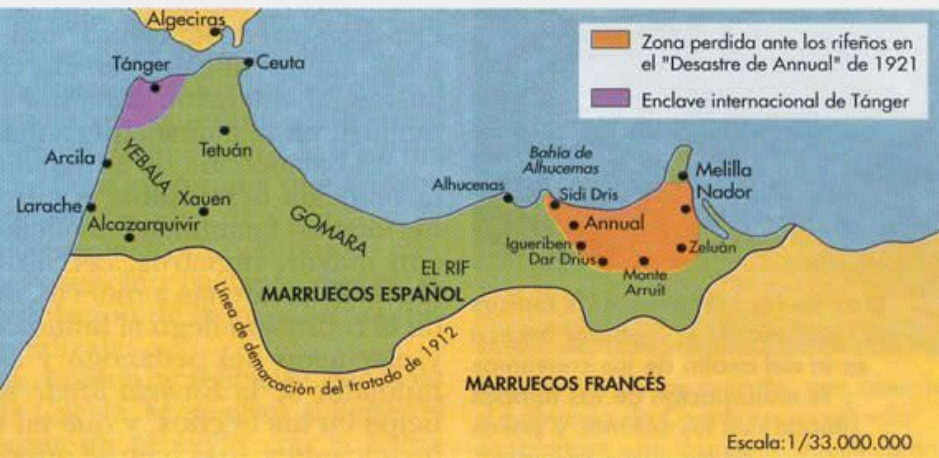 Algeciras
Zona perdida ante los rifeños en
el "Desastre de Annual" de 1921
Enclave internacional de Tánger
Tánger
Ceuta
Tetuán
Arcila
YEBALA
Larache
Xauen
Alcazarquivir
GOMARA
EL RIF
MARRUECOS ESPAÑOL
Bahía de
Alhucemas
Alhucenas
Sidi Dris
Melilla
Nador
Annual
Igueriben
Dar Drius
Zeluán
Monte
Arruit
Línea de demarcación del tratado de 1912
MARRUECOS FRANCÉS
Escala:1/33.000.000